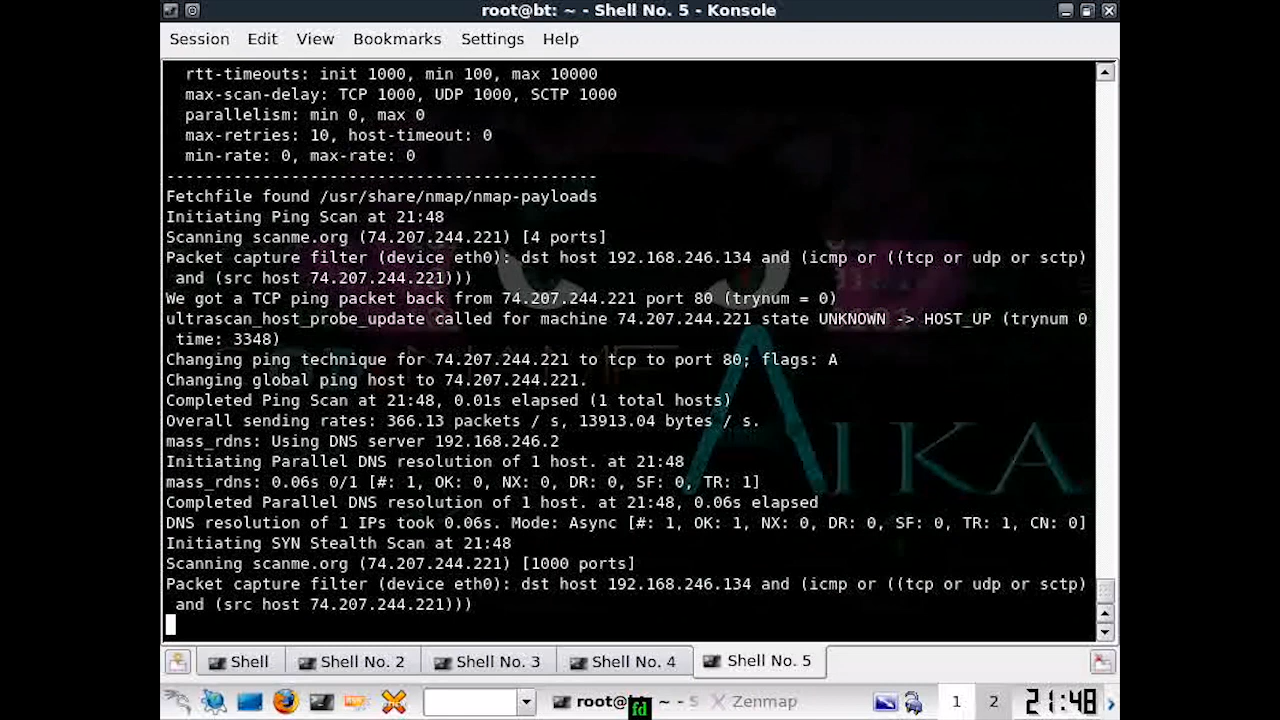 root@bt: ~ - Shell No. 5 - Konsole
Session Edit View Bookmarks Settings Help
rtt-timeouts: init 1000, min 100, max 10000
max-scan-delay: TCP 1000, UDP 1000, SCTP 1000
parallelism: min 0, max 0
max-retries: 10, host-timeout: 0
min-rate: 0, max-rate: 0
---------------------------------------------
Fetchfile found /usr/share/nmap/nmap-payloads
Initiating Ping Scan at 21:48
Scanning scanme.org (74.207.244.221) [4 ports]
Packet capture filter (device eth0): dst host 192.168.246.134 and (icmp or ((tcp or udp or sctp)
and (src host 74.207.244.221)))
We got a TCP ping packet back from 74.207.244.221 port 80 (trynum = 0)
ultrascan_host_probe_update called for machine 74.207.244.221 state UNKNOWN -> HOST_UP (trynum 0
time: 3348)
Changing ping technique for 74.207.244.221 to tcp to port 80; flags: A
Changing global ping host to 74.207.244.221.
Completed Ping Scan at 21:48, 0.01s elapsed (1 total hosts)
Overall sending rates: 366.13 packets / s, 13913.04 bytes / s.
mass_rdns: Using DNS server 192.168.246.2
Initiating Parallel DNS resolution of 1 host. at 21:48
mass_rdns: 0.06s 0/1 [#: 1, OK: 0, NX: 0, DR: 0, SF: 0, TR: 1]
Completed Parallel DNS resolution of 1 host. at 21:48, 0.06s elapsed
DNS resolution of 1 IPs took 0.06s. Mode: Async [#: 1, OK: 1, NX: 0, DR: 0, SF: 0, TR: 1, CN: 0]
Initiating SYN Stealth Scan at 21:48
Scanning scanme.org (74.207.244.221) [1000 ports]
Packet capture filter (device eth0): dst host 192.168.246.134 and (icmp or ((tcp or udp or sctp)
and (src host 74.207.244.221)))
AIKA
Shell Shell No. 2 Shell No. 3 Shell No. 4 Shell No. 5
root@ ~ - S Zenmap 1 2 21:48
fd